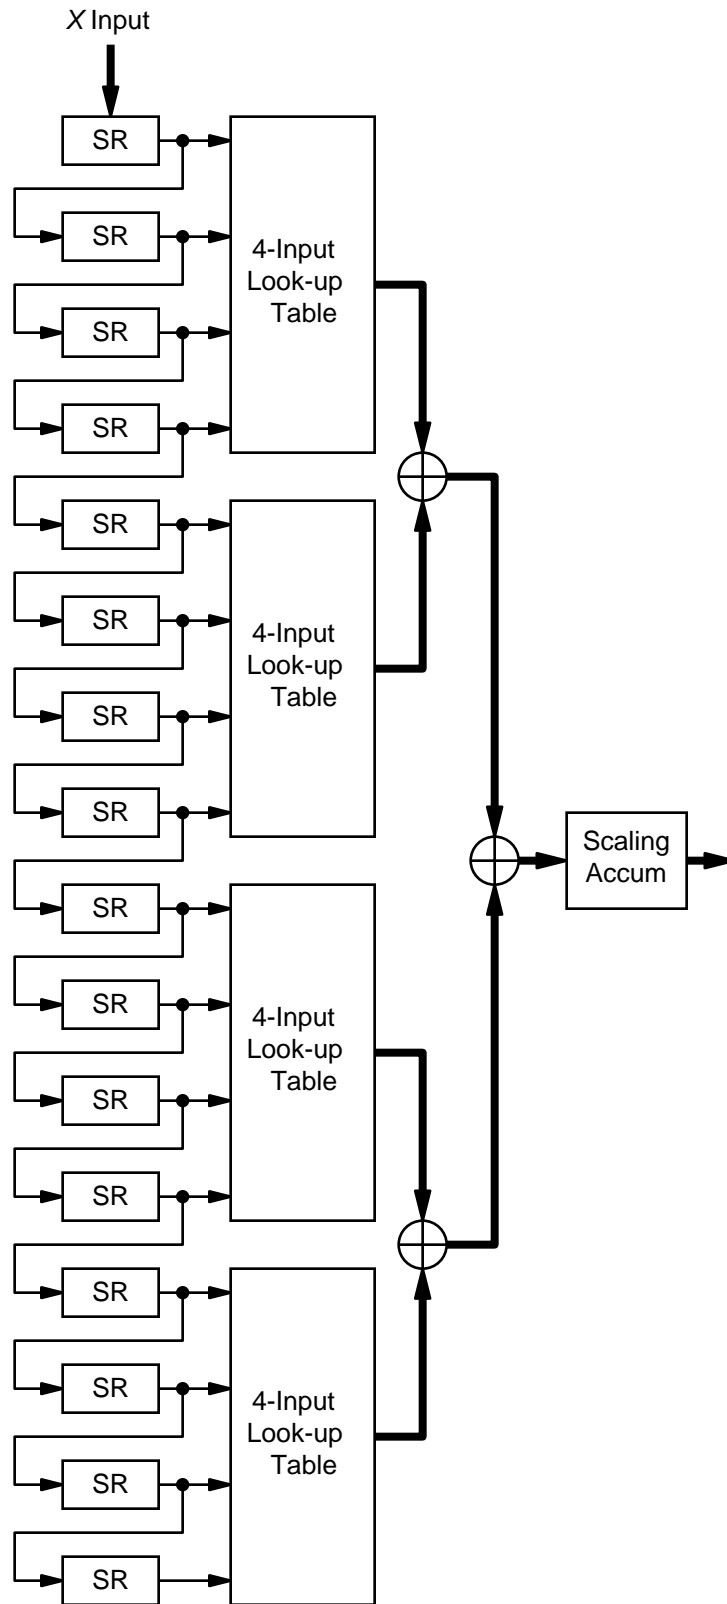 X Input
SR
SR
SR
SR
4-Input
Look-up
Table
SR
SR
SR
SR
4-Input
Look-up
Table
Scaling
Accum
SR
SR
SR
SR
4-Input
Look-up
Table
SR
SR
SR
SR
4-Input
Look-up
Table